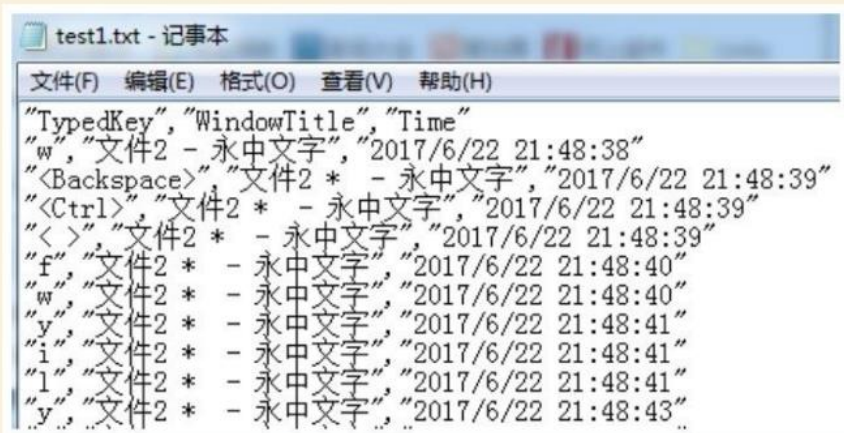 test1.txt - 记事本
文件(F) 编辑(E) 格式(O) 查看(V) 帮助(H)
"TypedKey","WindowTitle","Time"
"w","文件2 - 永中文字","2017/6/22 21:48:38"
"<Backspace>","文件2 *  - 永中文字","2017/6/22 21:48:39"
"<Ctrl>","文件2 *  - 永中文字","2017/6/22 21:48:39"
"< >","文件2 *  - 永中文字","2017/6/22 21:48:39"
"f","文件2 *  - 永中文字","2017/6/22 21:48:40"
"w","文件2 *  - 永中文字","2017/6/22 21:48:40"
"y","文件2 *  - 永中文字","2017/6/22 21:48:41"
"i","文件2 *  - 永中文字","2017/6/22 21:48:41"
"l","文件2 *  - 永中文字","2017/6/22 21:48:41"
"y","文件2 *  - 永中文字","2017/6/22 21:48:43"